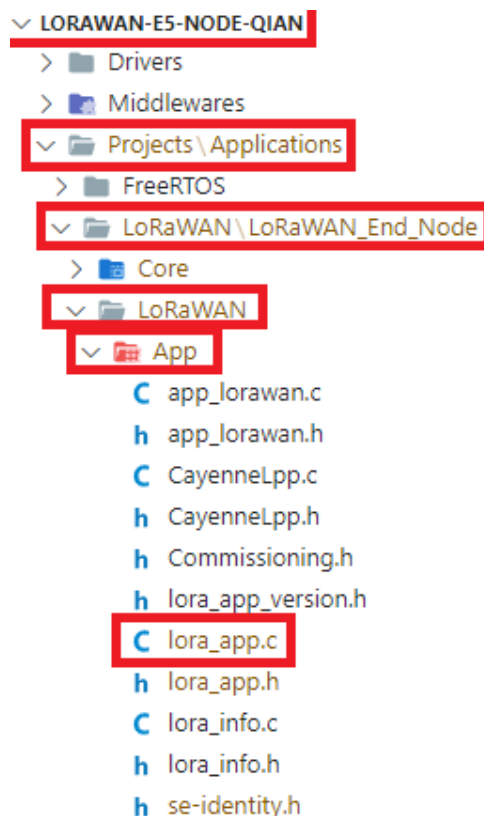 LORAWAN-E5-NODE-QIAN
Drivers
Middlewares
Projects\Applications
FreeRTOS
LoRaWAN\LoRaWAN_End_Node
Core
LoRaWAN
App
C app_lorawan.c
h app_lorawan.h
C CayenneLpp.c
h CayenneLpp.h
h Commissioning.h
h lora_app_version.h
C lora_app.c
h lora_app.h
C lora_info.c
h lora_info.h
h se-identity.h